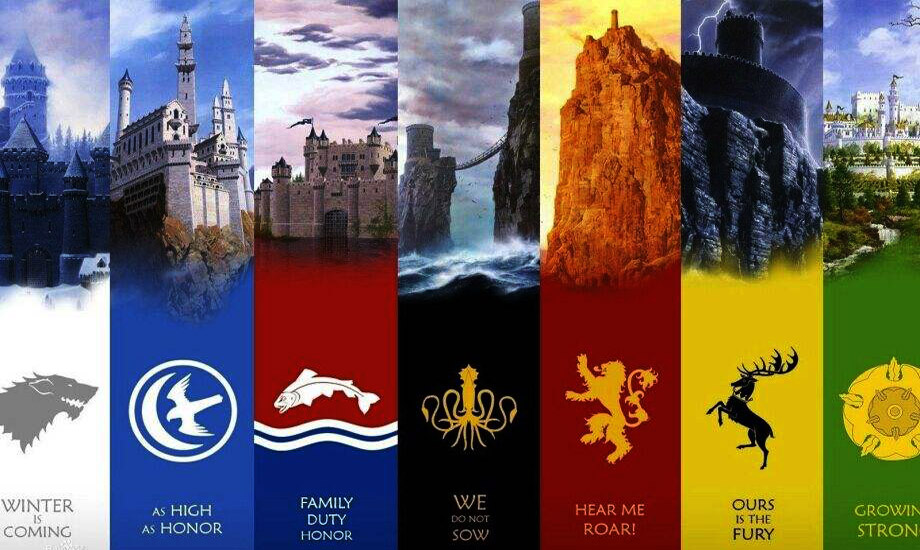 WINTER
IS
COMING
AS HIGH
AS HONOR
FAMILY
DUTY
HONOR
WE
DO NOT
SOW
HEAR ME
ROAR!
OURS
IS THE
FURY
GROWIN
STRON